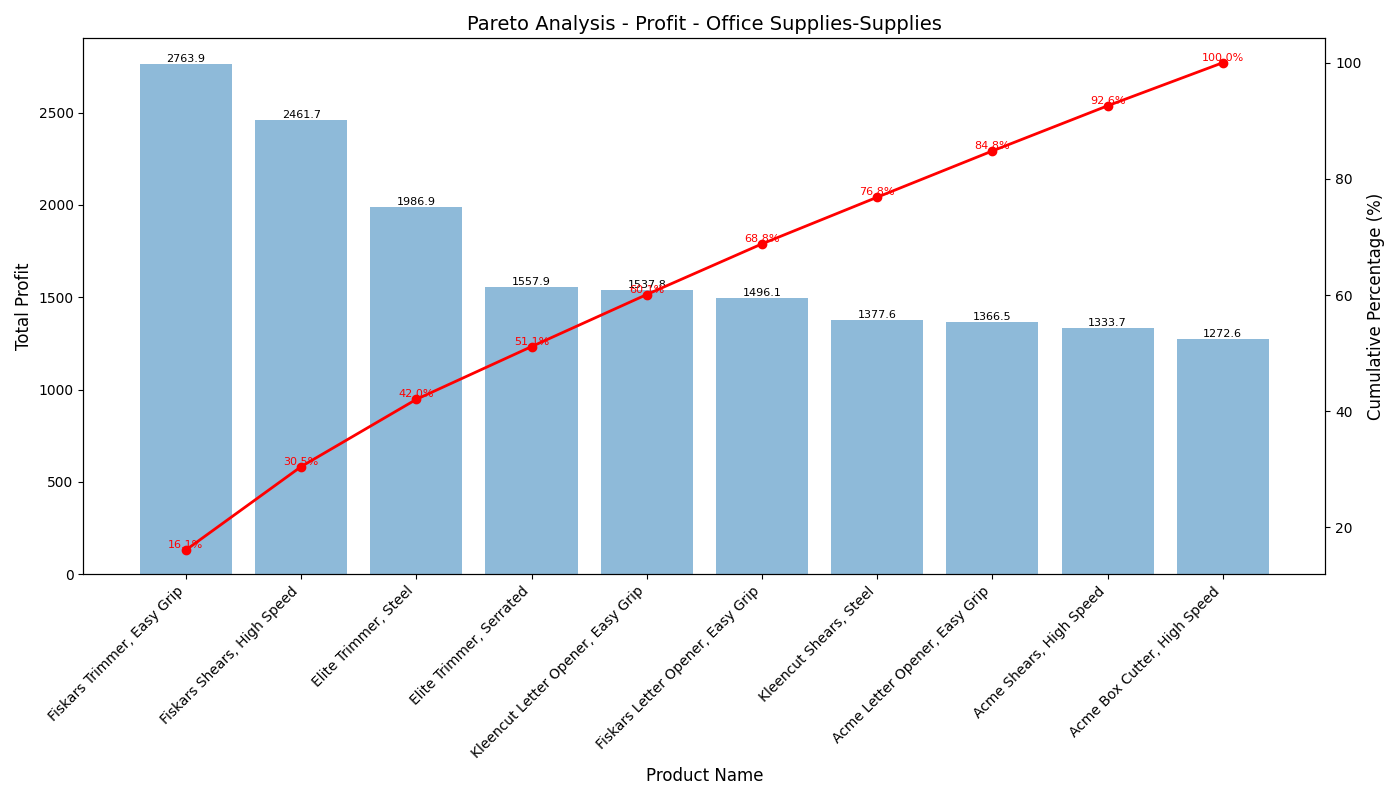 Pareto Analysis - Profit - Office Supplies-Supplies
Total Profit
2500
2000
1500
1000
500
0
2763.9
2461.7
1986.9
1557.9
1537.8
1496.1
1377.6
1366.5
1333.7
1272.6
16.1%
30.5%
42.0%
51.1%
60.1%
68.8%
76.8%
84.8%
92.6%
100.0%
100
80
60
40
20
Cumulative Percentage (%)
Fiskars Trimmer, Easy Grip
Fiskars Shears, High Speed
Elite Trimmer, Steel
Elite Trimmer, Serrated
Kleencut Letter Opener, Easy Grip
Fiskars Letter Opener, Easy Grip
Kleencut Shears, Steel
Acme Letter Opener, Easy Grip
Acme Shears, High Speed
Acme Box Cutter, High Speed
Product Name